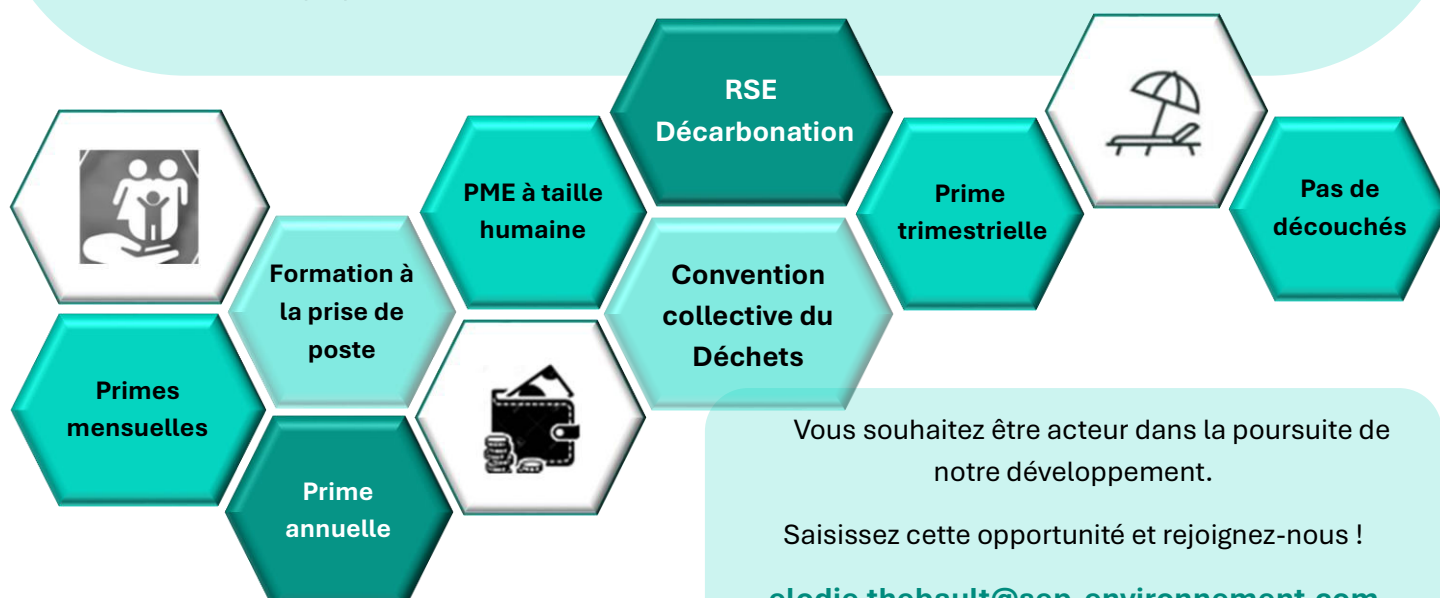 RSE
Décarbonation
PME à taille
humaine
Prime
trimestrielle
Pas de
découchés
Formation à
la prise de
poste
Convention
collective du
Déchets
Primes
mensuelles
Prime
annuelle
Vous souhaitez être acteur dans la poursuite de
notre développement.
Saisissez cette opportunité et rejoignez-nous !